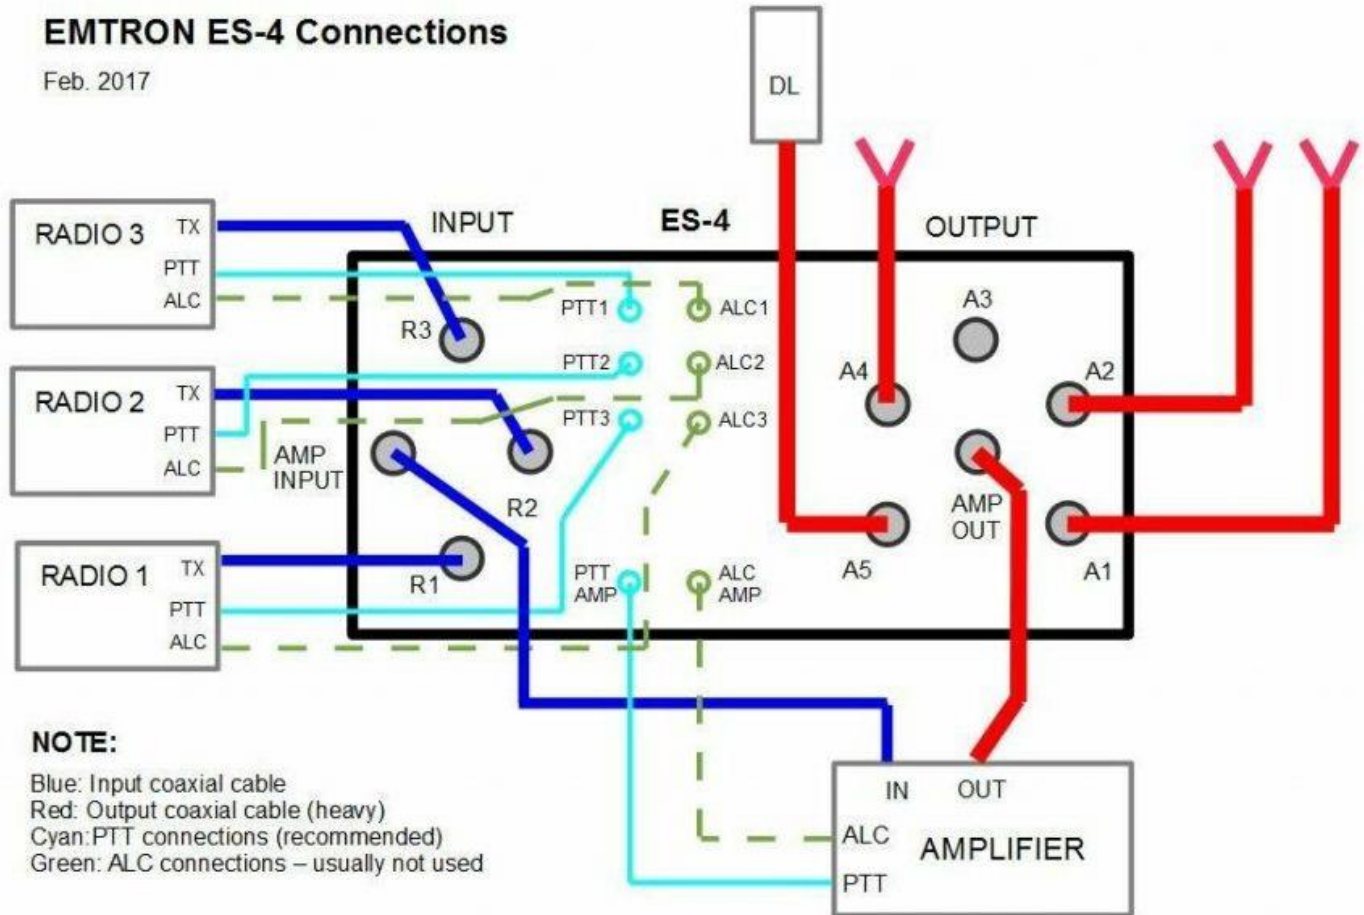 EMTRON ES-4 Connections
Feb. 2017
DL
RADIO 3
TX
PTT
ALC
INPUT
ES-4
OUTPUT
R3
PTT1
ALC1
A3
PTT2
ALC2
A4
A2
RADIO 2
TX
PTT
ALC
PTT3
ALC3
AMP
INPUT
R2
AMP
OUT
RADIO 1
TX
PTT
ALC
R1
PTT
AMP
ALC
AMP
A5
A1
NOTE:
Blue: Input coaxial cable
Red: Output coaxial cable (heavy)
Cyan:PTT connections (recommended)
Green: ALC connections – usually not used
IN
OUT
ALC
AMPLIFIER
PTT